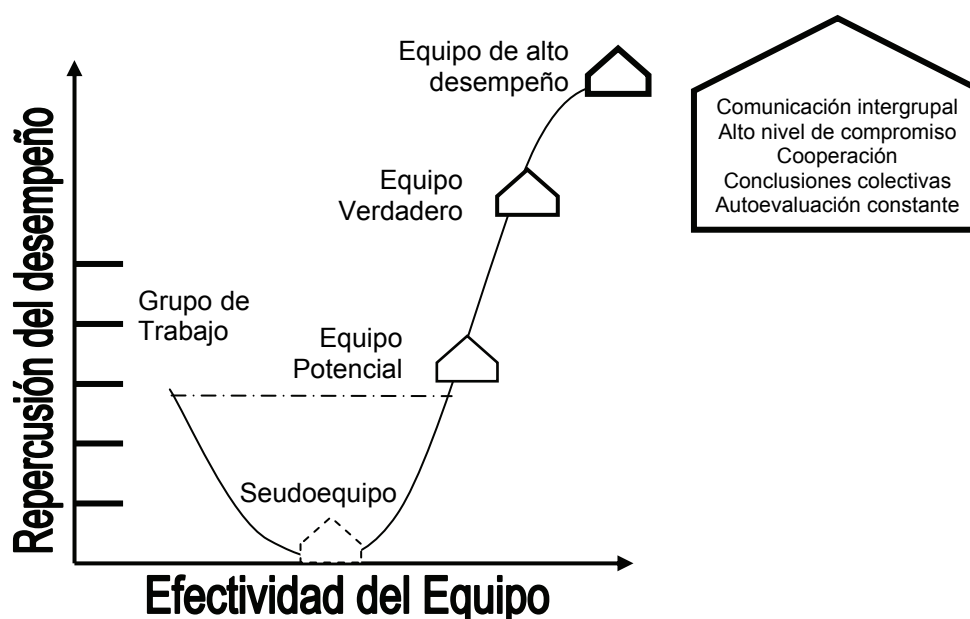 Equipo de alto
desempeño
Comunicación intergrupal
Alto nivel de compromiso
Cooperación
Conclusiones colectivas
Autoevaluación constante
Equipo
Verdadero
Grupo de
Trabajo
Equipo
Potencial
Seudoequipo
Repercusión del desempeño
Efectividad del Equipo